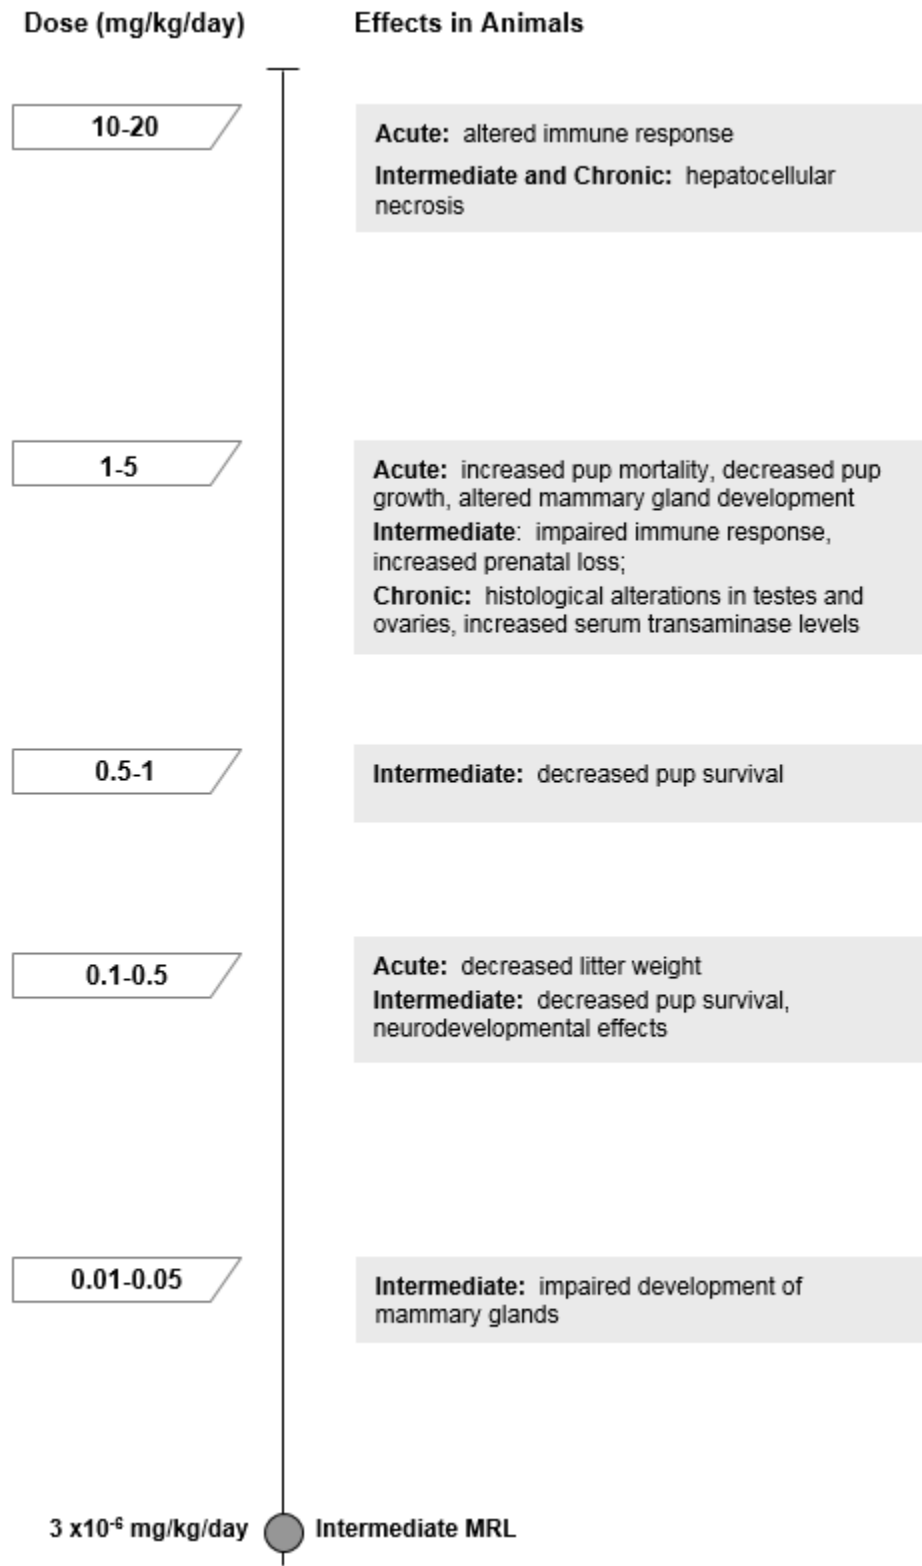 Dose (mg/kg/day) Effects in Animals
10-20
Acute: altered immune response
Intermediate and Chronic: hepatocellular
necrosis
1-5
Acute: increased pup mortality, decreased pup
growth, altered mammary gland development
Intermediate: impaired immune response,
increased prenatal loss;
Chronic: histological alterations in testes and
ovaries, increased serum transaminase levels
0.5-1
Intermediate: decreased pup survival
0.1-0.5
Acute: decreased litter weight
Intermediate: decreased pup survival,
neurodevelopmental effects
0.01-0.05
Intermediate: impaired development of
mammary glands
3 x10⁻⁶ mg/kg/day Intermediate MRL